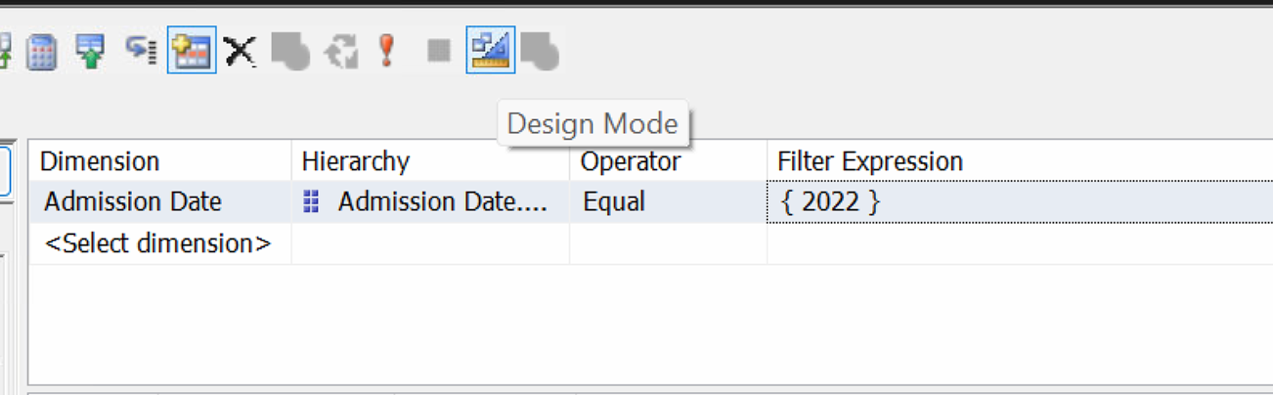 Design Mode
Dimension Hierarchy Operator Filter Expression
Admission Date Admission Date.... Equal { 2022 }
<Select dimension>